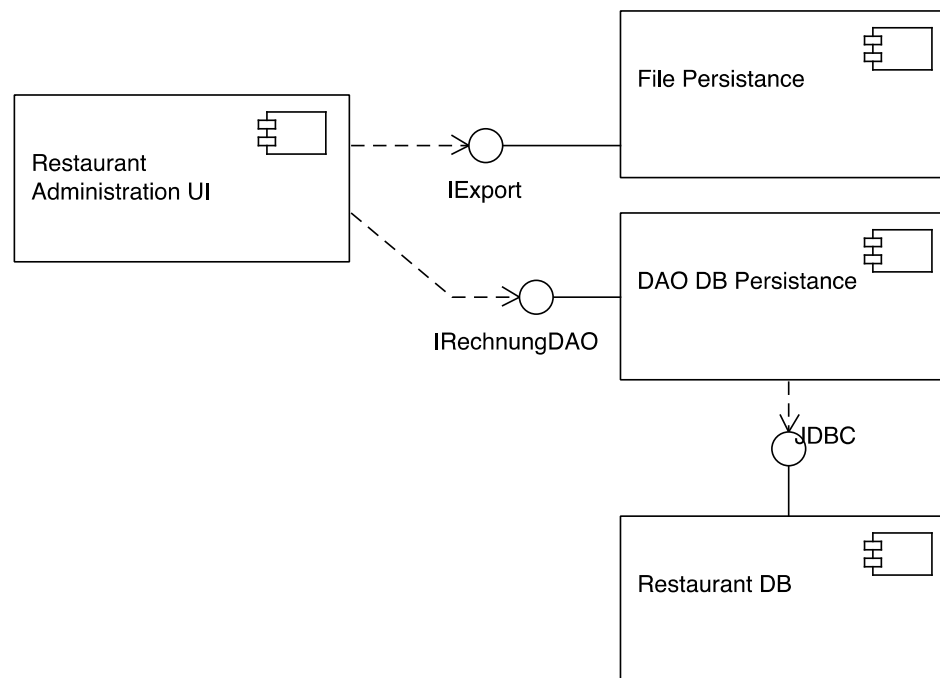 File Persistance
Restaurant
Administration UI
IExport
DAO DB Persistance
IRechnungDAO
JDBC
Restaurant DB